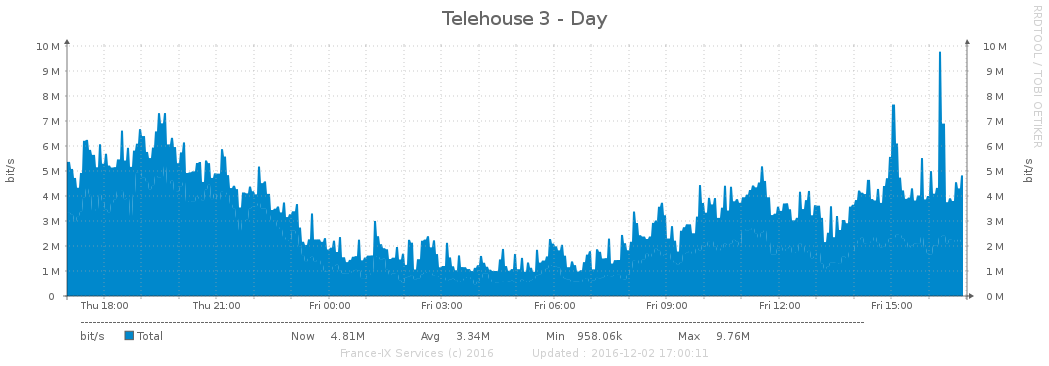 Telehouse 3 - Day
RRDTOOL / TOBI OETIKER
bit/s
10 M
9 M
8 M
7 M
6 M
5 M
4 M
3 M
2 M
1 M
0
10 M
9 M
8 M
7 M
6 M
5 M
4 M
3 M
2 M
1 M
0 M
bit/s
Thu 18:00 Thu 21:00 Fri 00:00 Fri 03:00 Fri 06:00 Fri 09:00 Fri 12:00 Fri 15:00
bit/s Total Now 4.81M Avg 3.34M Min 958.06k Max 9.76M
France-IX Services (c) 2016 Updated : 2016-12-02 17:00:11